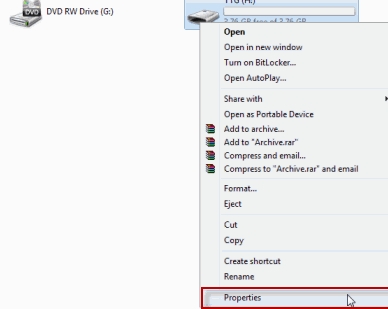 DVD RW Drive (G:)
3.76 GB free of 3.76 GB
Open
Open in new window
Turn on BitLocker...
Open AutoPlay...
Share with
Open as Portable Device
Add to archive...
Add to "Archive.rar"
Compress and email...
Compress to "Archive.rar" and email
Format...
Eject
Cut
Copy
Create shortcut
Rename
Properties